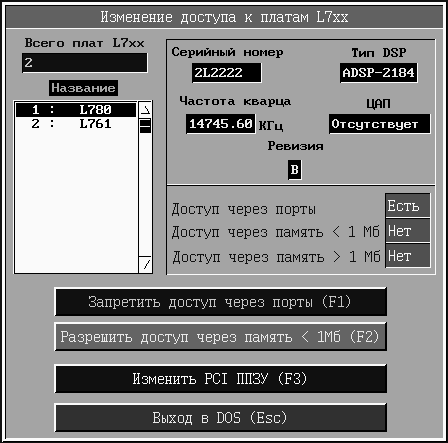 Изменение доступа к платам L7xx
Всего плат L7xx
2
Название
1 : L780
2 : L761
Серийный номер
2L2222
Тип DSP
ADSP-2184
Частота кварца
14745.60 КГц
ЦАП
Отсутствует
Ревизия
B
Доступ через порты Есть
Доступ через память < 1 Мб Нет
Доступ через память > 1 Мб Нет
Запретить доступ через порты (F1)
Разрешить доступ через память < 1Мб (F2)
Изменить PCI ППЗУ (F3)
Выход в DOS (Esc)